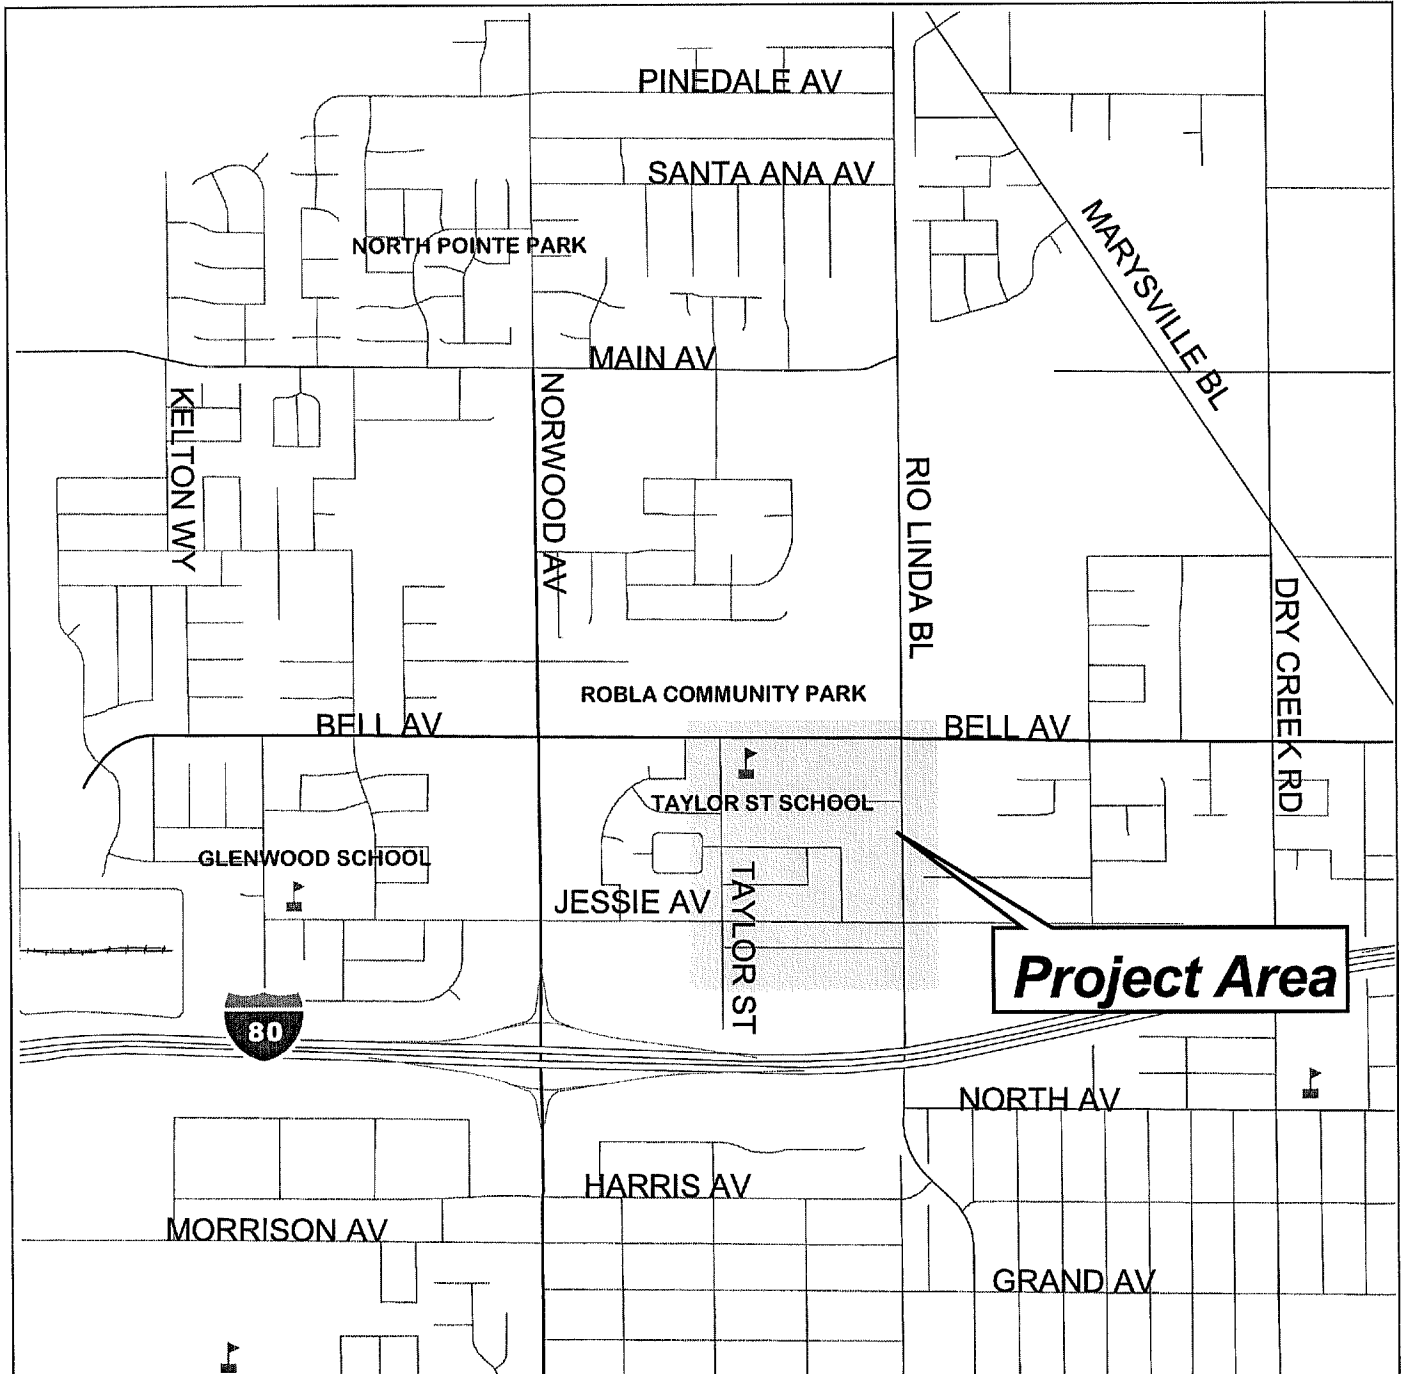 PINEDALE AV
SANTA ANA AV
MARYSVILLE BL
NORTH POINTE PARK
MAIN AV
KELTON WY
NORWOOD AV
RIO LINDA BL
DRY CREEK RD
ROBLA COMMUNITY PARK
BELL AV
BELL AV
TAYLOR ST SCHOOL
GLENWOOD SCHOOL
JESSIE AV
TAYLOR ST
Project Area
80
NORTH AV
HARRIS AV
MORRISON AV
GRAND AV